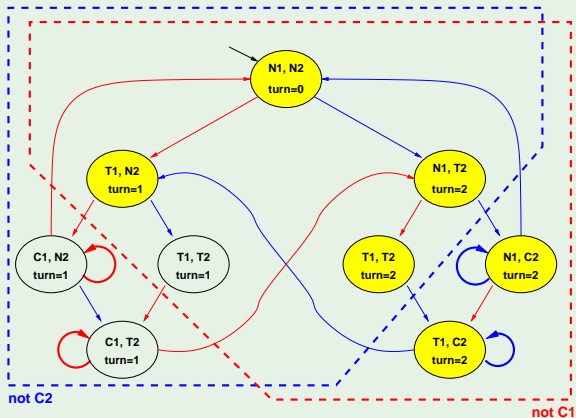 N1, N2
turn=0
T1, N2
turn=1
N1, T2
turn=2
C1, N2
turn=1
T1, T2
turn=1
T1, T2
turn=2
N1, C2
turn=2
C1, T2
turn=1
T1, C2
turn=2
not C2
not C1